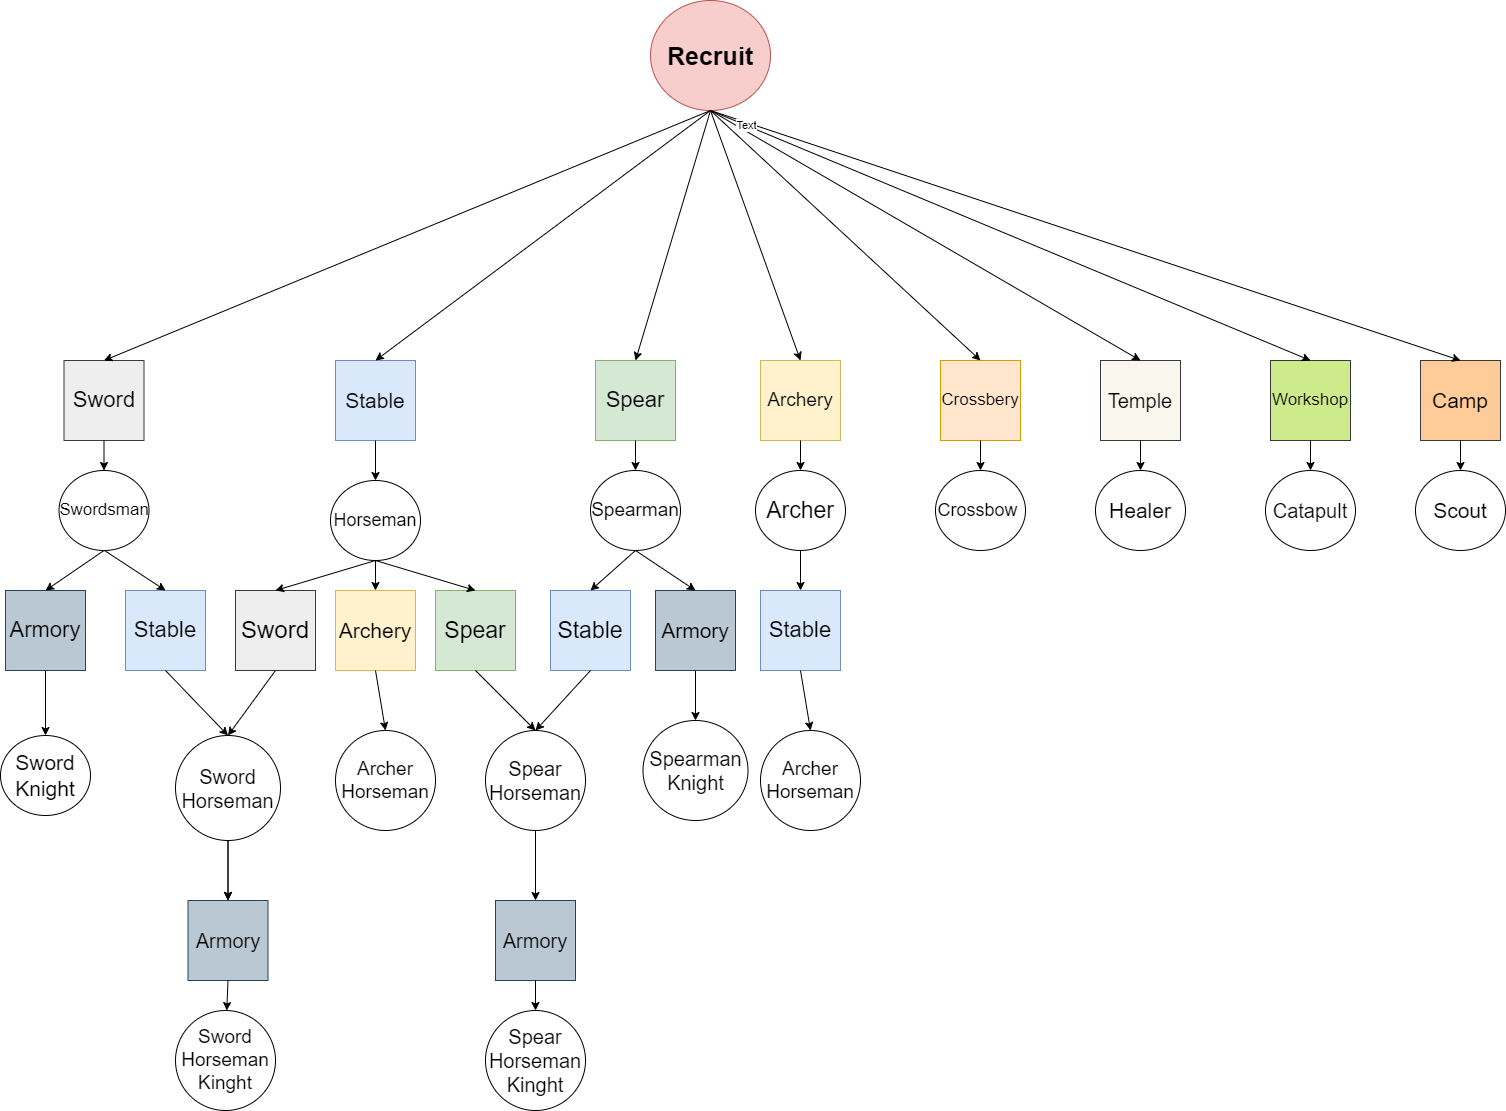 Recruit
Text
Sword
Stable
Spear
Archery
Crossbery
Temple
Workshop
Camp
Swordsman
Horseman
Spearman
Archer
Crossbow
Healer
Catapult
Scout
Armory
Stable
Sword
Archery
Spear
Stable
Armory
Stable
Sword
Knight
Sword
Horseman
Archer
Horseman
Spear
Horseman
Spearman
Knight
Archer
Horseman
Armory
Armory
Sword
Horseman
Kinght
Spear
Horseman
Kinght